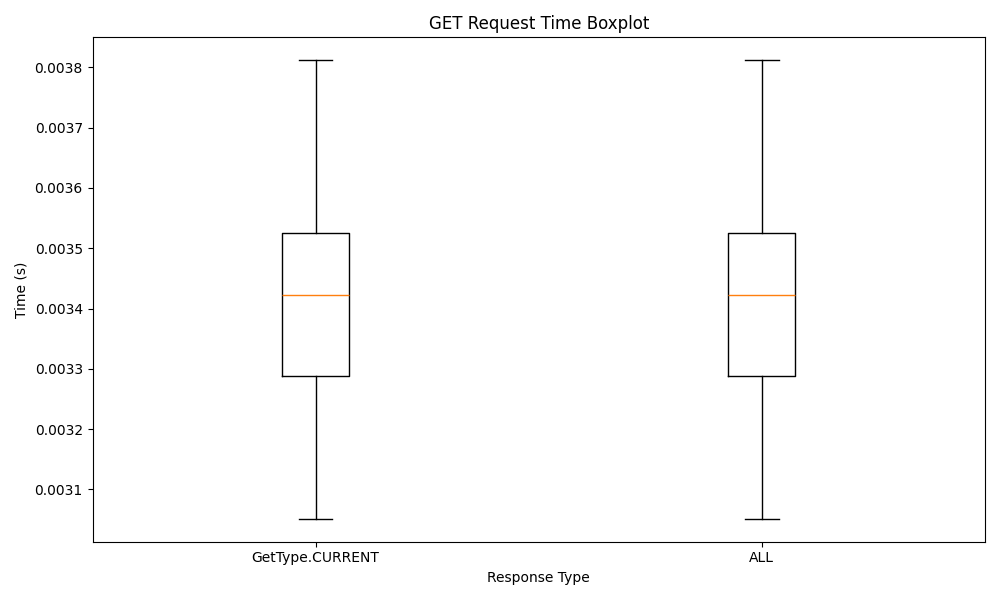 GET Request Time Boxplot
0.0038
0.0037
0.0036
0.0035
0.0034
0.0033
0.0032
0.0031
Time (s)
GetType.CURRENT
ALL
Response Type